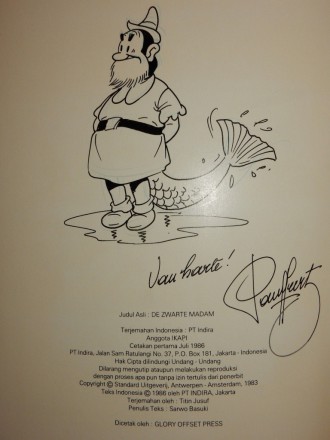 Van harte!
Judul Asli : DE ZWARTE MADAM
Terjemahan Indonesia : PT Indira
Anggota IKAPI
Cetakan pertama Juli 1986
PT Indira, Jalan Sam Ratulangi No. 37, P.O. Box 181, Jakarta - Indonesia
Hak Cipta dilindungi Undang - Undang
Dilarang mengutip ataupun melakukan reproduksi
dengan proses apa pun tanpa izin tertulis dari penerbit
Copyright © Standard Uitgeverij, Antwerpen - Amsterdam, 1983
Teks Indonesia © 1986 oleh PT INDIRA, Jakarta
Terjemahan oleh : Titin Jusuf
Penulis Teks : Sarwo Basuki
Dicetak oleh : GLORY OFFSET PRESS